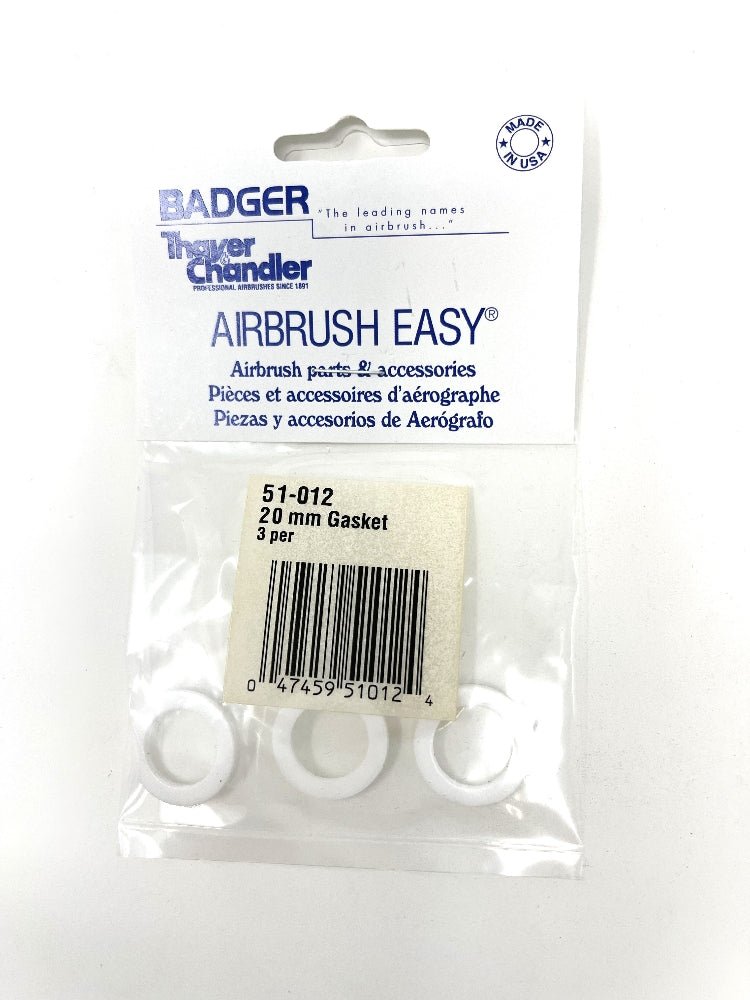 MADE
IN USA
BADGER
"The leading names
in airbrush..."
Thayer
& Chandler
PROFESSIONAL AIRBRUSHES SINCE 1891
AIRBRUSH EASY®
Airbrush parts & accessories
Pièces et accessoires d'aérographe
Piezas y accesorios de Aerógrafo
51-012
20 mm Gasket
3 per
0 47459 51012 4